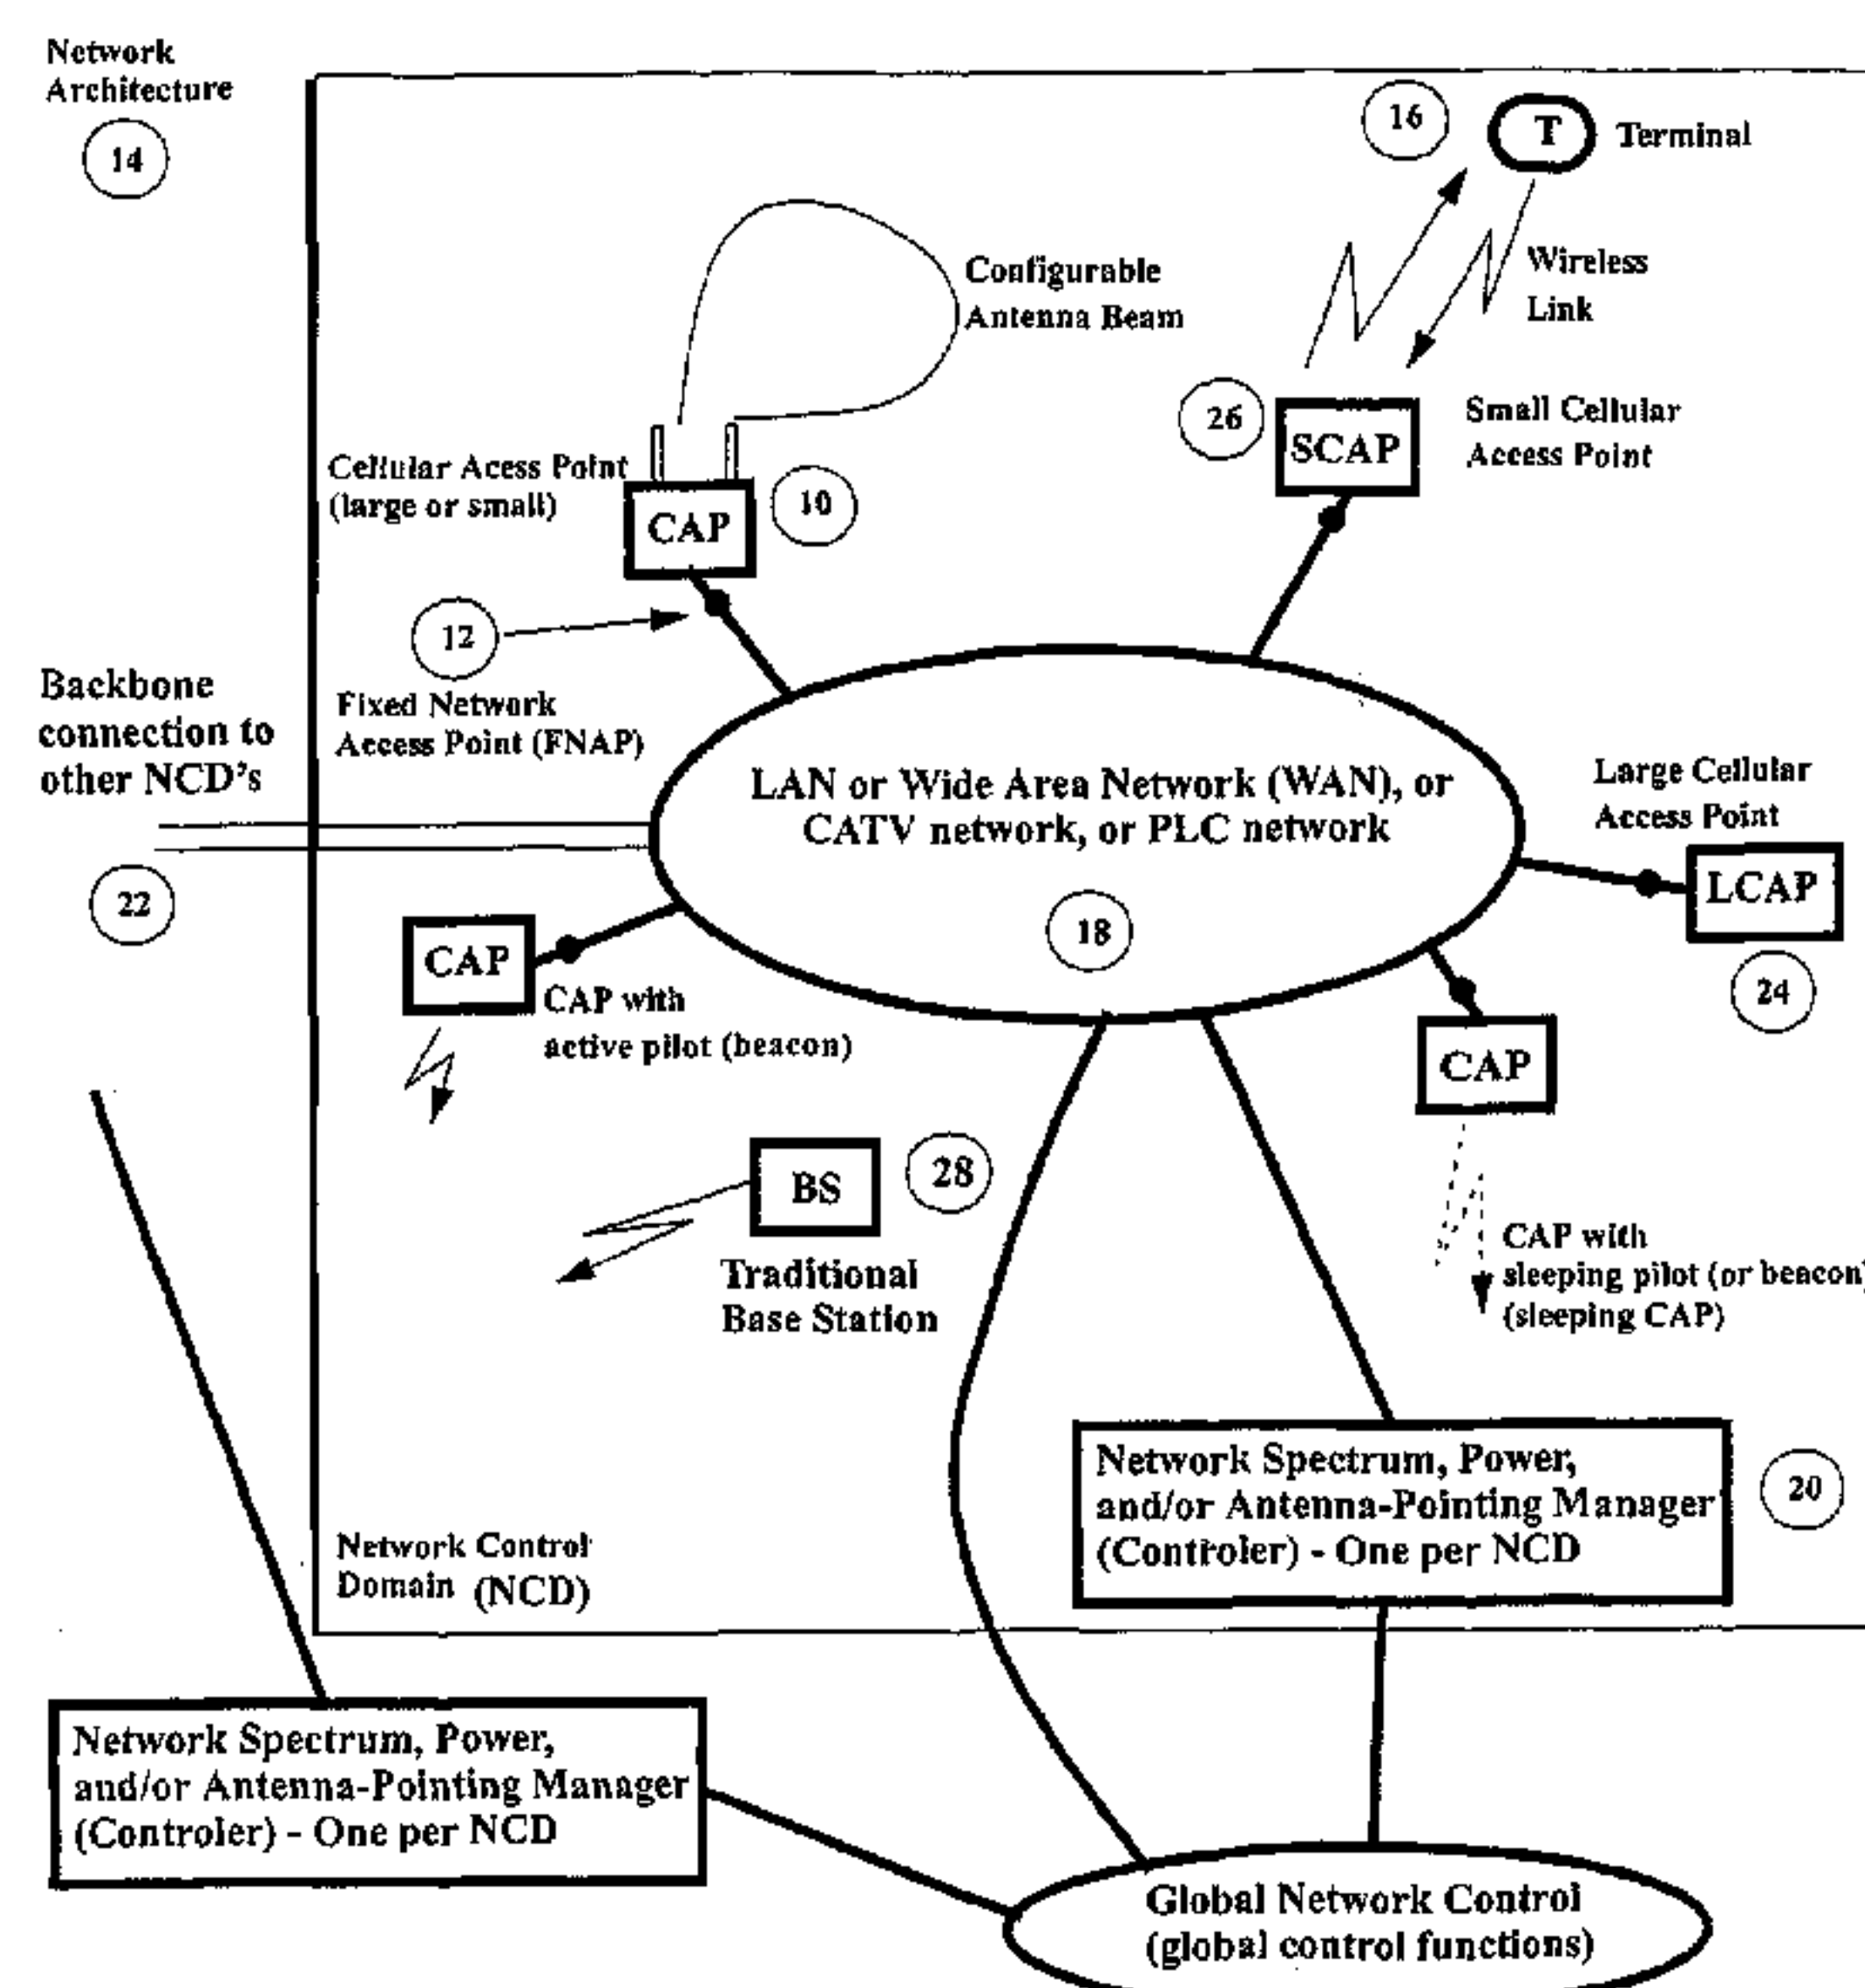 Network
Architecture
14
16
T
Terminal
Configurable
Antenna Beam
Wireless
Link
26
SCAP
Small Cellular
Access Point
Cellular Acess Point
(large or small)
CAP
10
12
Fixed Network
Access Point (FNAP)
Backbone
connection to
other NCD's
22
LAN or Wide Area Network (WAN), or
CATV network, or PLC network
18
Large Cellular
Access Point
LCAP
24
CAP
CAP with
active pilot (beacon)
CAP
BS
28
Traditional
Base Station
CAP with
sleeping pilot (or beacon)
(sleeping CAP)
Network Spectrum, Power,
and/or Antenna-Pointing Manager
(Controler) - One per NCD
20
Network Control
Domain (NCD)
Network Spectrum, Power,
and/or Antenna-Pointing Manager
(Controler) - One per NCD
Global Network Control
(global control functions)